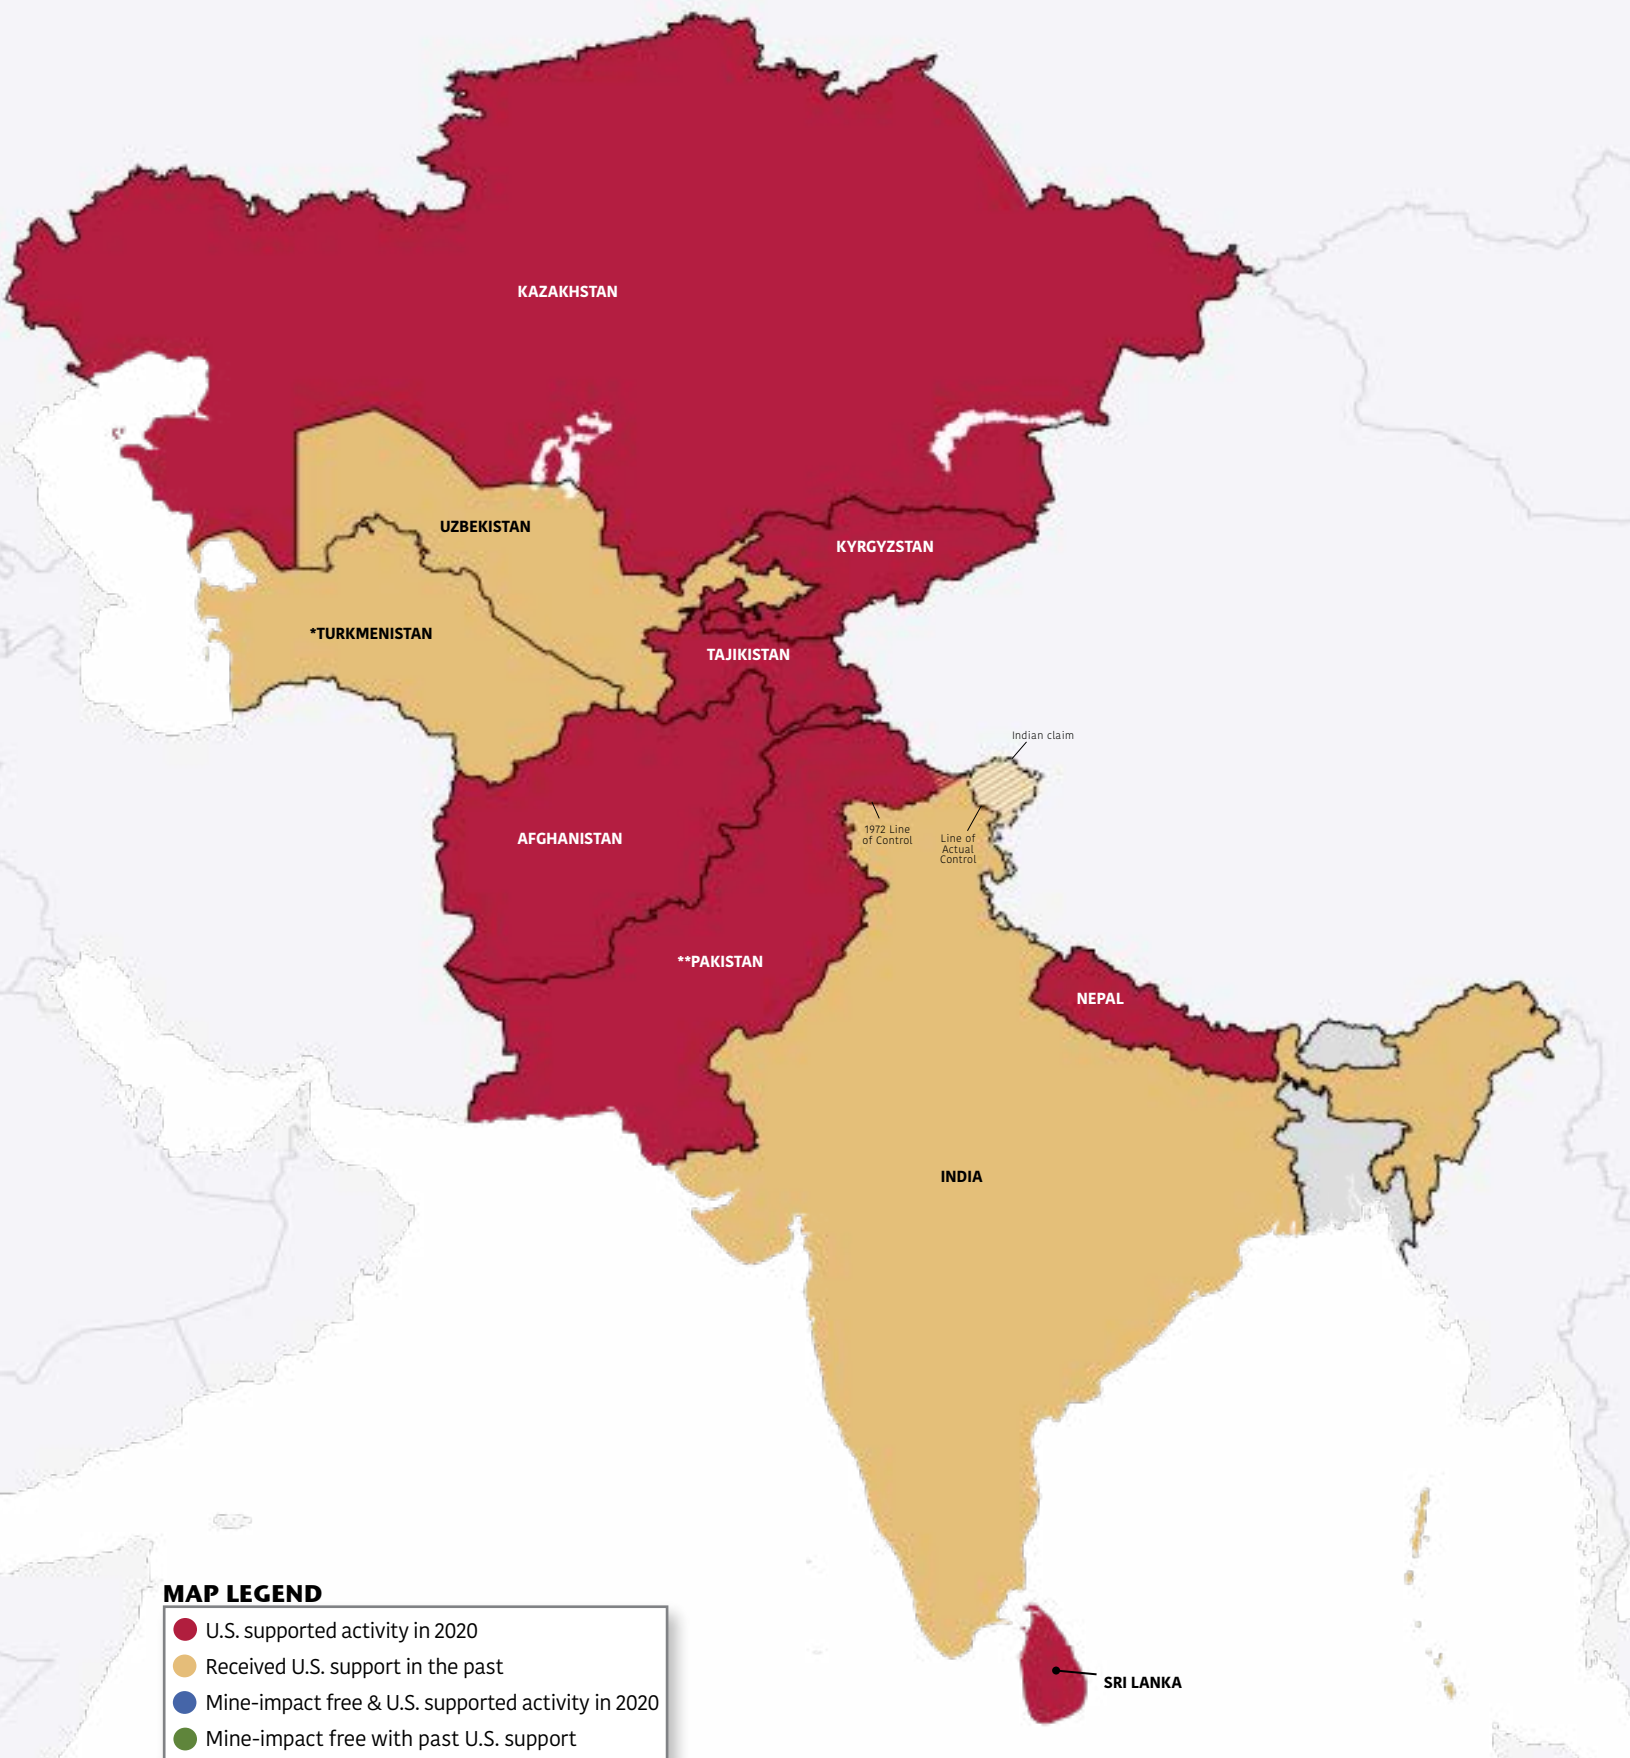 KAZAKHSTAN
UZBEKISTAN
KYRGYZSTAN
*TURKMENISTAN
TAJIKISTAN
Indian claim
1972 Line
of Control
Line of
Actual
Control
AFGHANISTAN
**PAKISTAN
NEPAL
INDIA
MAP LEGEND
U.S. supported activity in 2020
Received U.S. support in the past
Mine-impact free & U.S. supported activity in 2020
Mine-impact free with past U.S. support
SRI LANKA